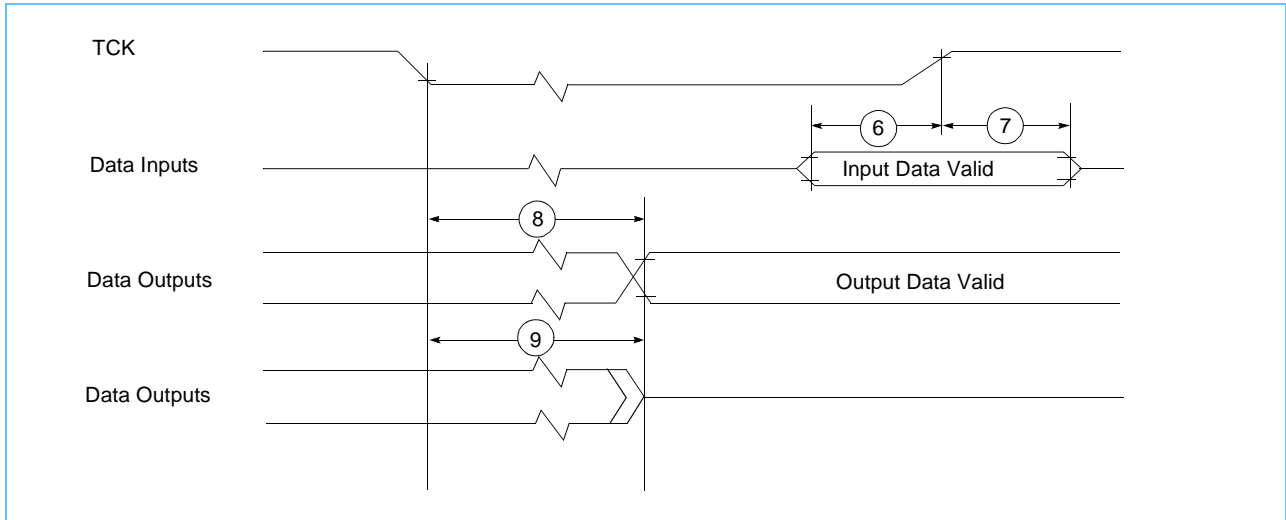 TCK
6
7
Data Inputs
Input Data Valid
8
Data Outputs
Output Data Valid
9
Data Outputs